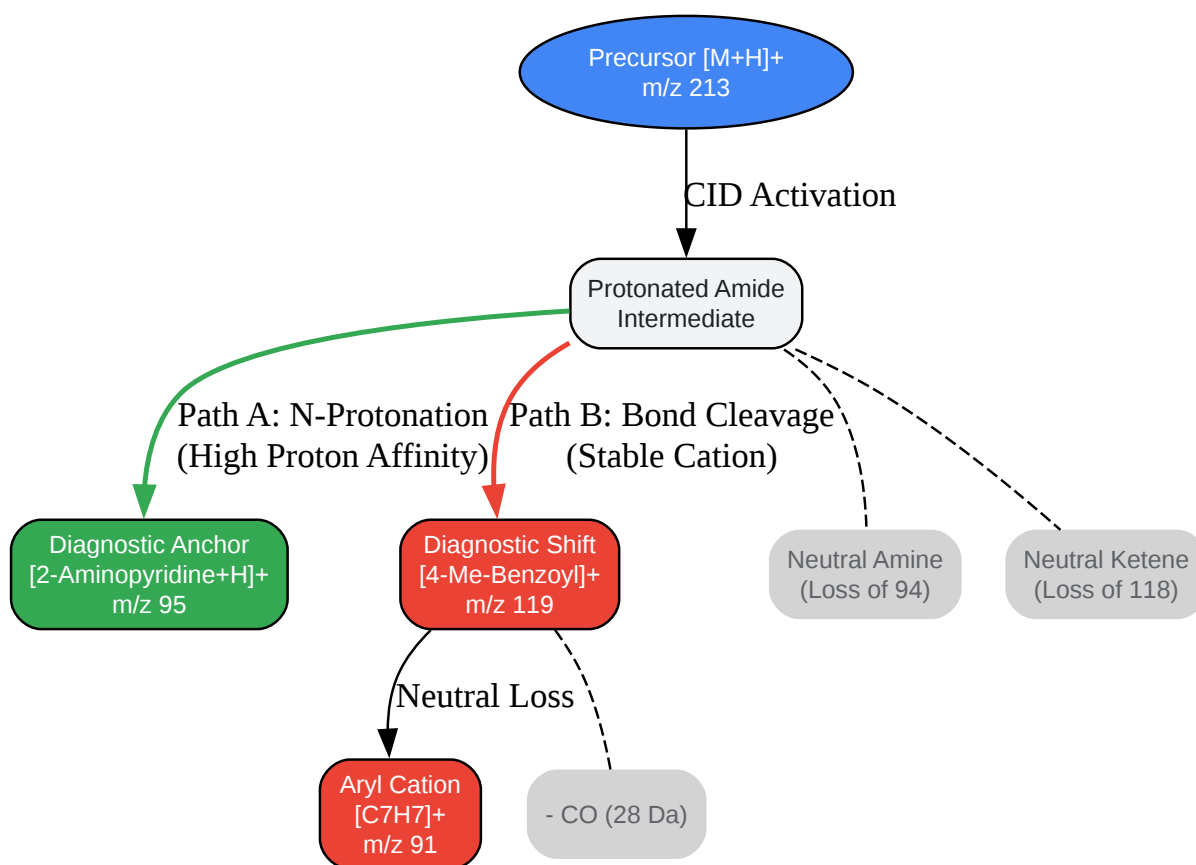 Precursor [M+H]+
m/z 213
CID Activation
Protonated Amide
Intermediate
Path A: N-Protonation
(High Proton Affinity)
Path B: Bond Cleavage
(Stable Cation)
Diagnostic Anchor
[2-Aminopyridine+H]+
m/z 95
Diagnostic Shift
[4-Me-Benzoyl]+
m/z 119
Neutral Amine
(Loss of 94)
Neutral Ketene
(Loss of 118)
Neutral Loss
Aryl Cation
[C7H7]+
m/z 91
- CO (28 Da)